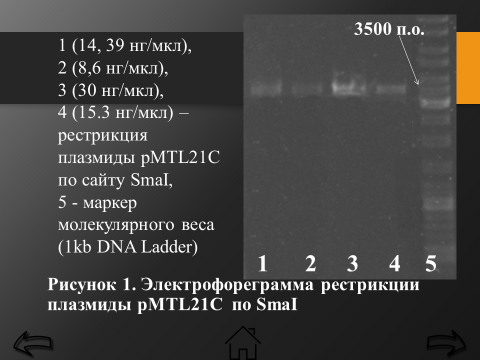 1 (14, 39 нг/мкл),
2 (8,6 нг/мкл),
3 (30 нг/мкл),
4 (15.3 нг/мкл) –
рестрикция
плазмиды pMTL21C
по сайту SmaI,
5 - маркер
молекулярного веса
(1kb DNA Ladder)
3500 п.о.
1 2 3 4 5
Рисунок 1. Электрофореграмма рестрикции
плазмиды pMTL21C по SmaI